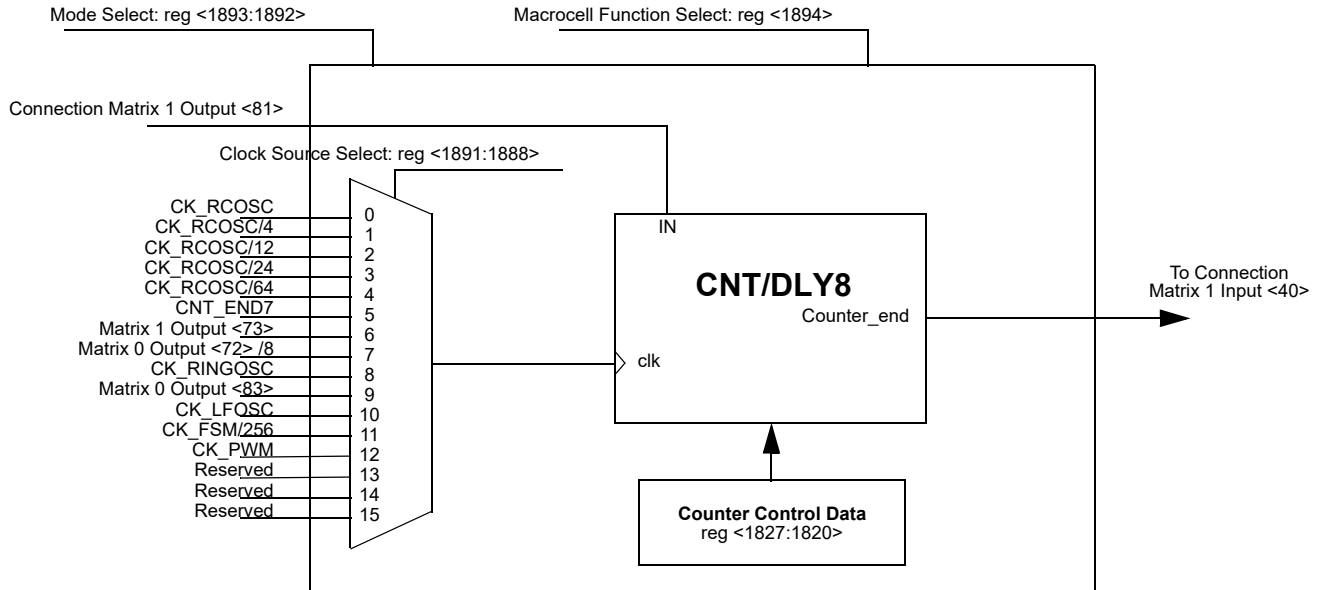 Mode Select: reg <1893:1892>
Macrocell Function Select: reg <1894>
Connection Matrix 1 Output <81>
Clock Source Select: reg <1891:1888>
CK_RCOSC 0
CK_RCOSC/4 1
CK_RCOSC/12 2
CK_RCOSC/24 3
CK_RCOSC/64 4
CNT_END7 5
Matrix 1 Output <73> 6
Matrix 0 Output <72> /8 7
CK_RINGOSC 8
Matrix 0 Output <83> 9
CK_LFOSC 10
CK_FSM/256 11
CK_PWM 12
Reserved 13
Reserved 14
Reserved 15
IN
CNT/DLY8
Counter_end
clk
To Connection
Matrix 1 Input <40>
Counter Control Data
reg <1827:1820>